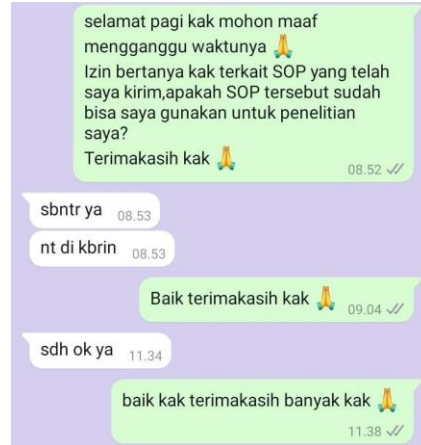 selamat pagi kak mohon maaf
mengganggu waktunya 🙏
Izin bertanya kak terkait SOP yang telah
saya kirim,apakah SOP tersebut sudah
bisa saya gunakan untuk penelitian
saya?
Terimakasih kak 🙏
08.52
sbntr ya 08.53
nt di kbrin 08.53
Baik terimakasih kak 🙏 09.04
sdh ok ya 11.34
baik kak terimakasih banyak kak 🙏
11.38